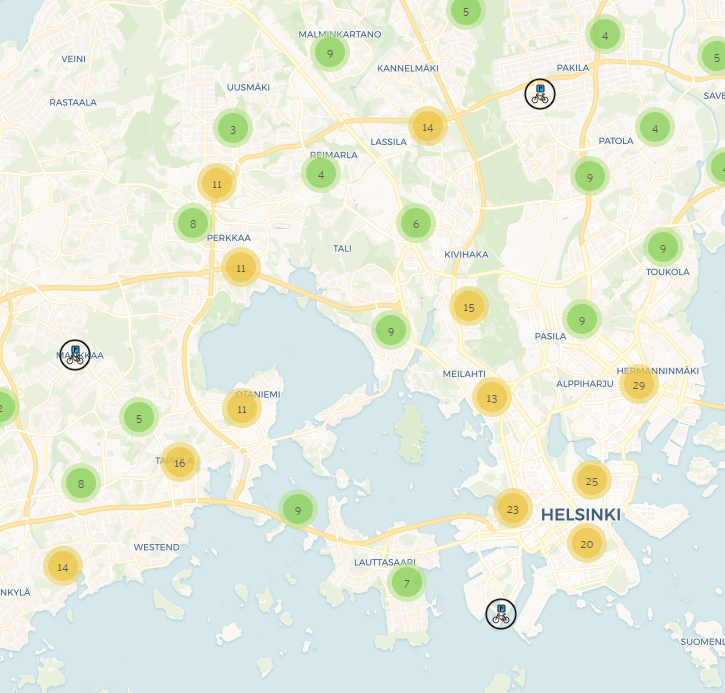 5
MALMINKARTANO
4
9
5
VEINI
KANNELMÄKI
PAKILA
P
UUSMÄKI
RASTAALA
SAVE
3
14
4
LASSILA
PATOLA
REIMARLA
4
9
11
8
6
PERKKAA
TALI
9
KIVIHAKA
11
TOUKOLA
15
9
9
PASILA
P
MANKKAA
MEILAHTI
HERMANNINMÄKI
ALPPIHARJU
29
OTANIEMI
13
2
11
5
TAPIOLA
16
25
8
23
9
HELSINKI
20
WESTEND
LAUTTASAARI
14
7
NKYLÄ
P
SUOMENL